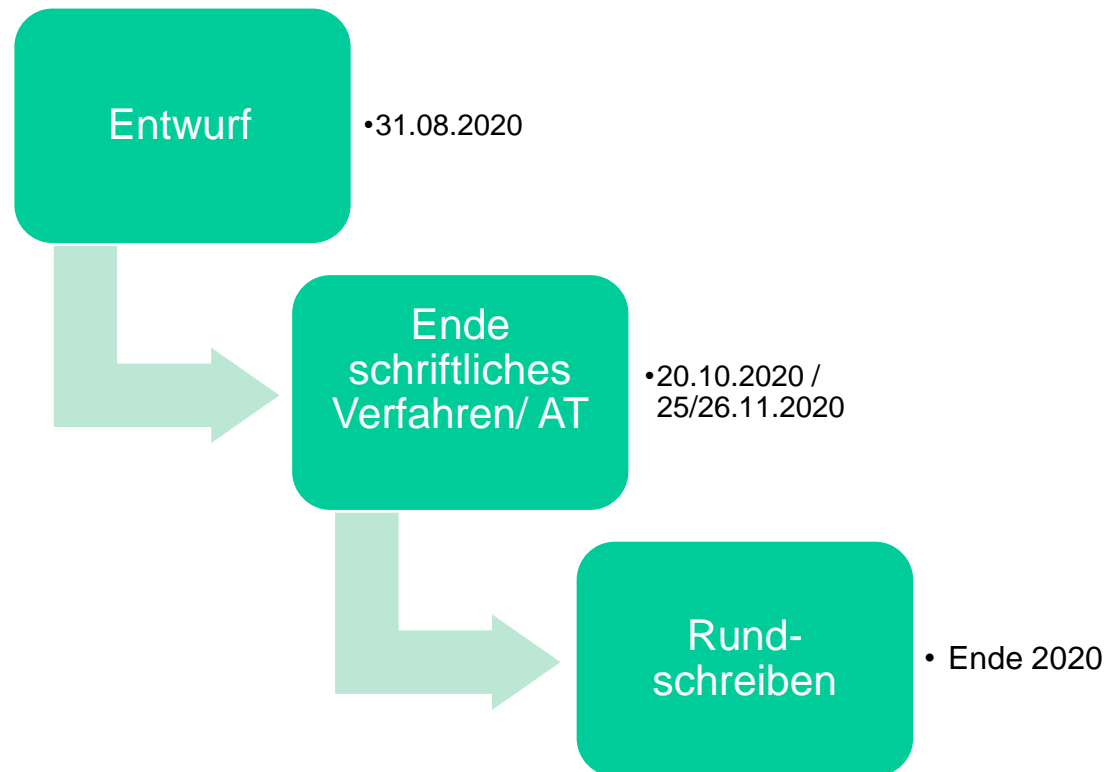 Entwurf
•31.08.2020
Ende
schriftliches
Verfahren/ AT
•20.10.2020 /
25/26.11.2020
Rund-
schreiben
• Ende 2020